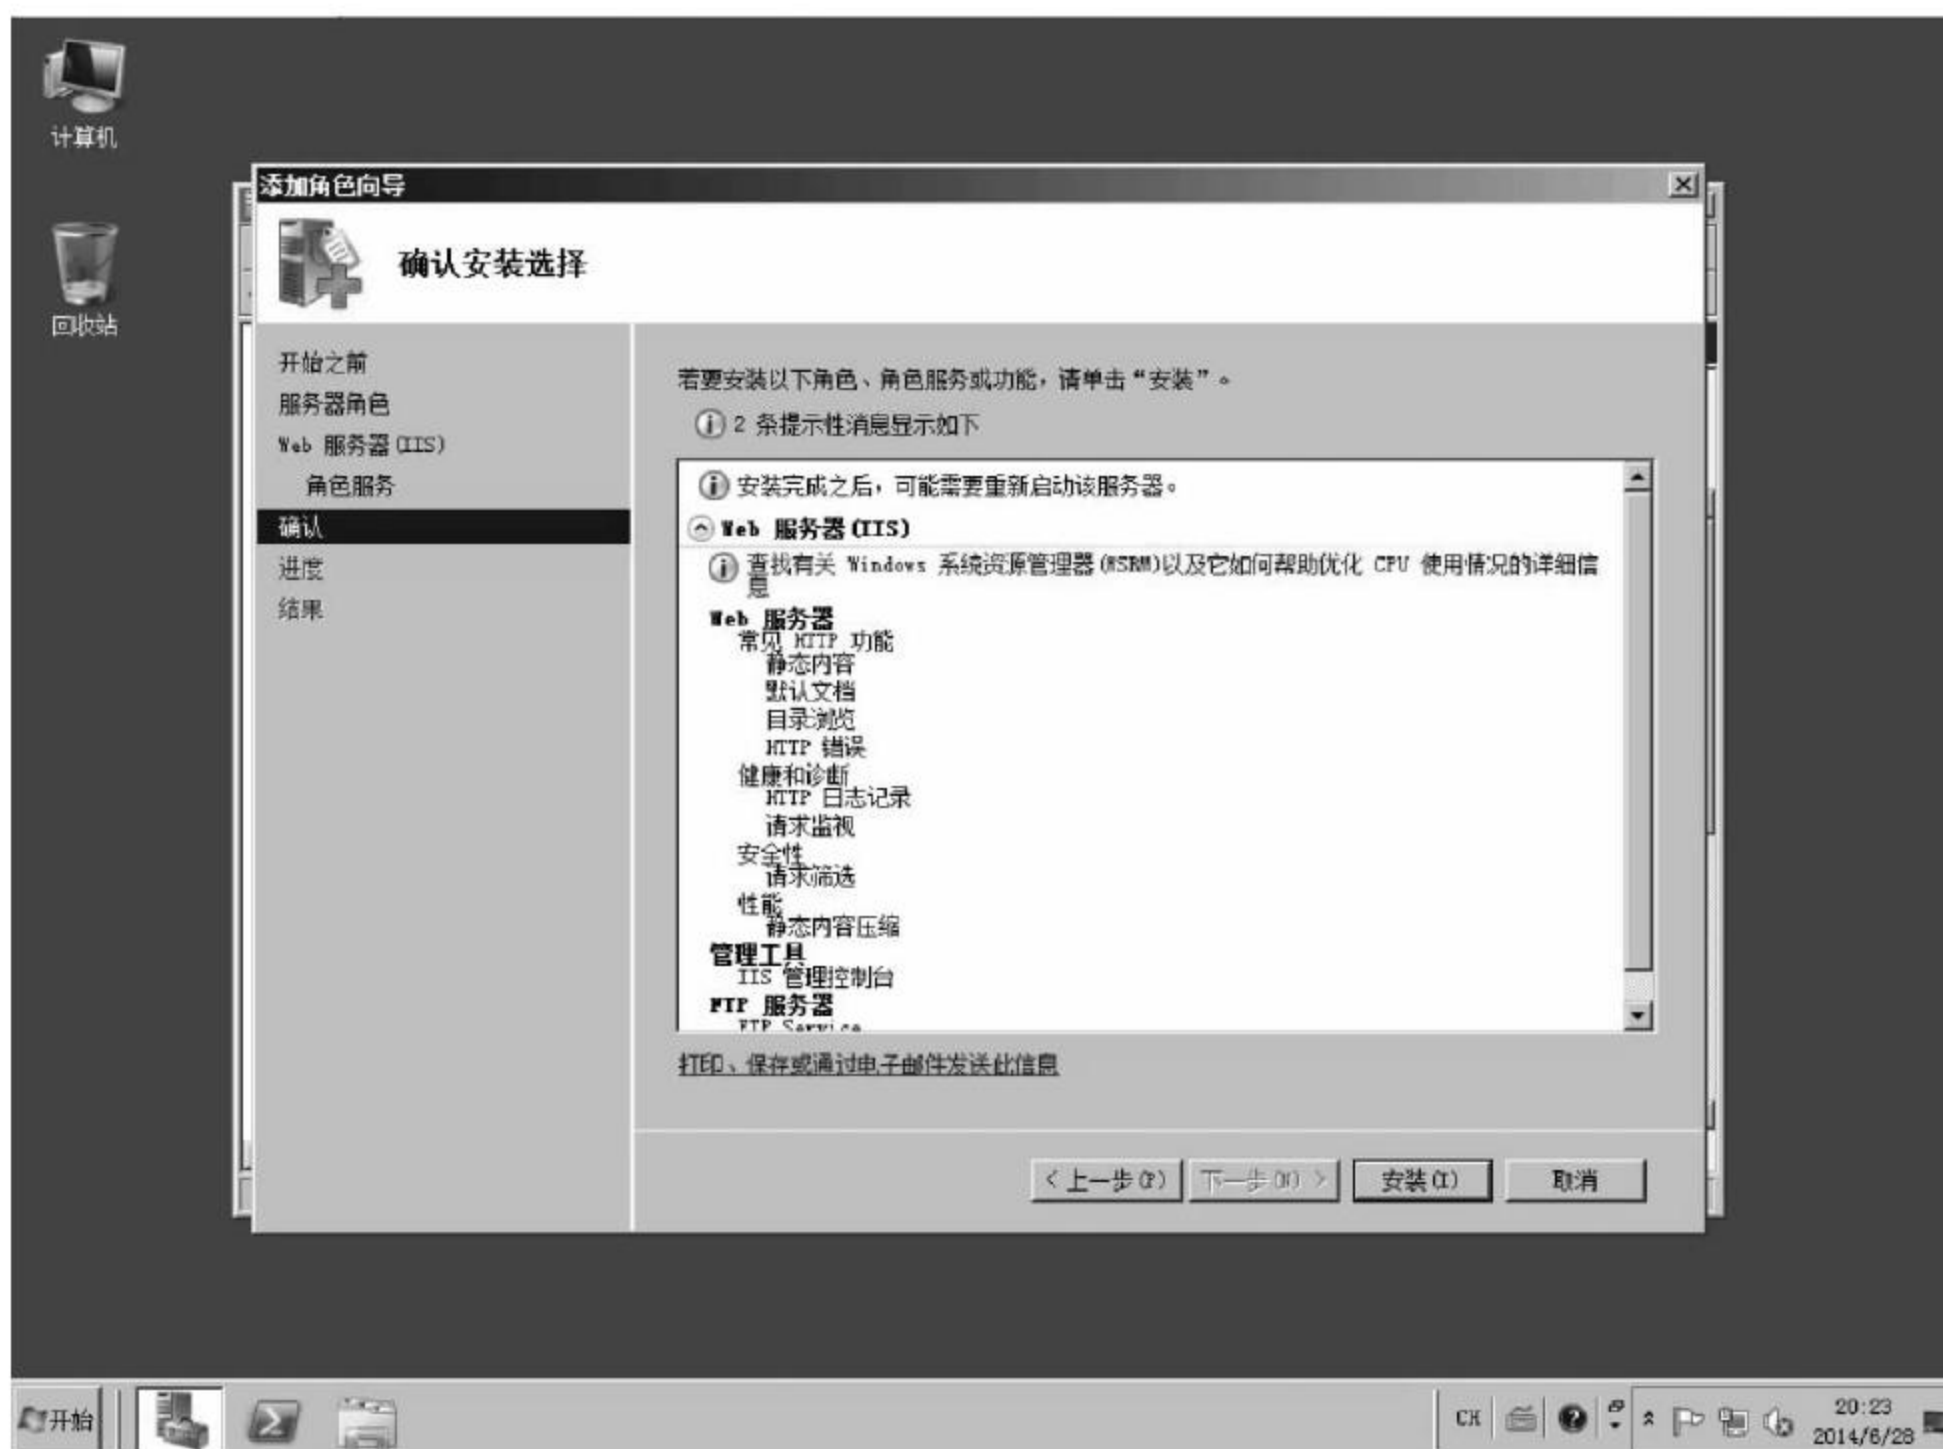 计算机
回收站
添加角色向导
确认安装选择
开始之前
服务器角色
Web 服务器(IIS)
角色服务
确认
进度
结果
若要安装以下角色、角色服务或功能，请单击“安装”。
2 条提示性消息显示如下
安装完成之后，可能需要重新启动该服务器。
Web 服务器(IIS)
查找有关 Windows 系统资源管理器(WSRM)以及它如何帮助优化 CPU 使用情况的详细信
息
Web 服务器
常见 HTTP 功能
静态内容
默认文档
目录浏览
HTTP 错误
健康和诊断
HTTP 日志记录
请求监视
安全性
请求筛选
性能
静态内容压缩
管理工具
IIS 管理控制台
FTP 服务器
FTP Service
打印、保存或通过电子邮件发送此信息
< 上一步(P)
下一步(N) >
安装(I)
取消
开始
CH
20:23
2014/6/28